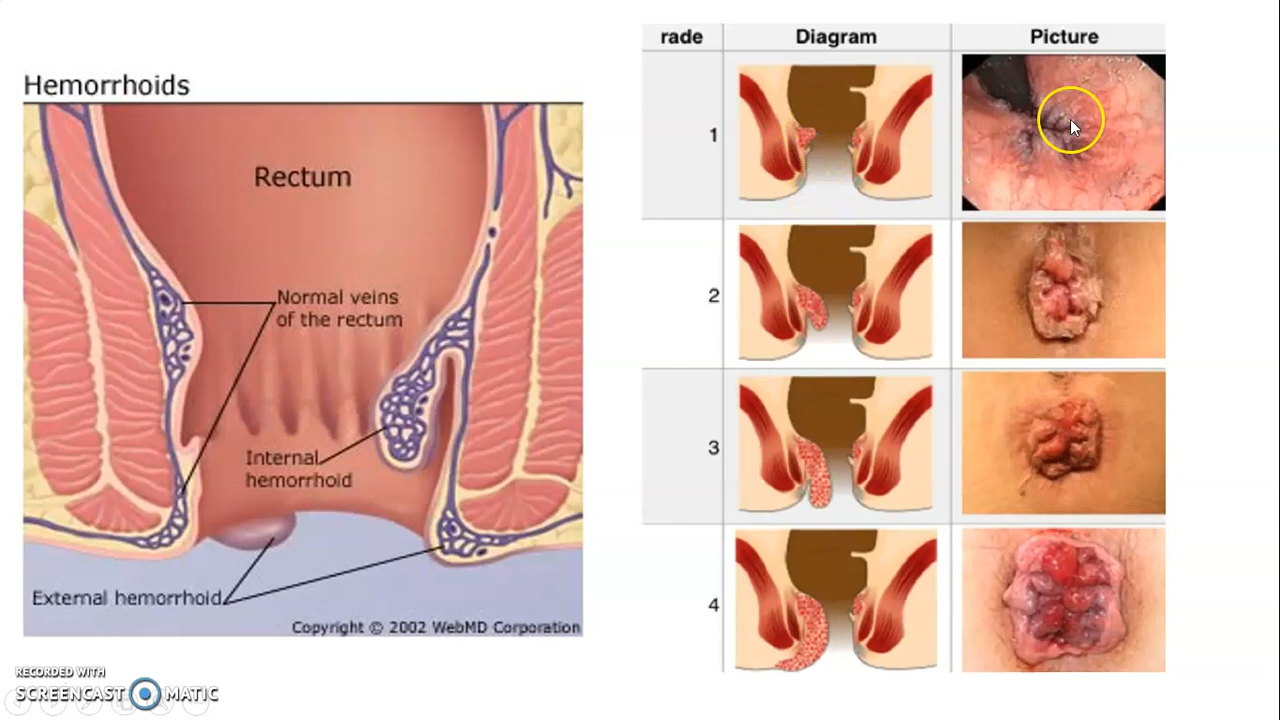 Hemorrhoids
Rectum
Normal veins
of the rectum
Internal
hemorrhoid
External hemorrhoid
Copyright © 2002 WebMD Corporation
rade Diagram Picture
1
2
3
4
RECORDED WITH
SCREENCAST MATIC